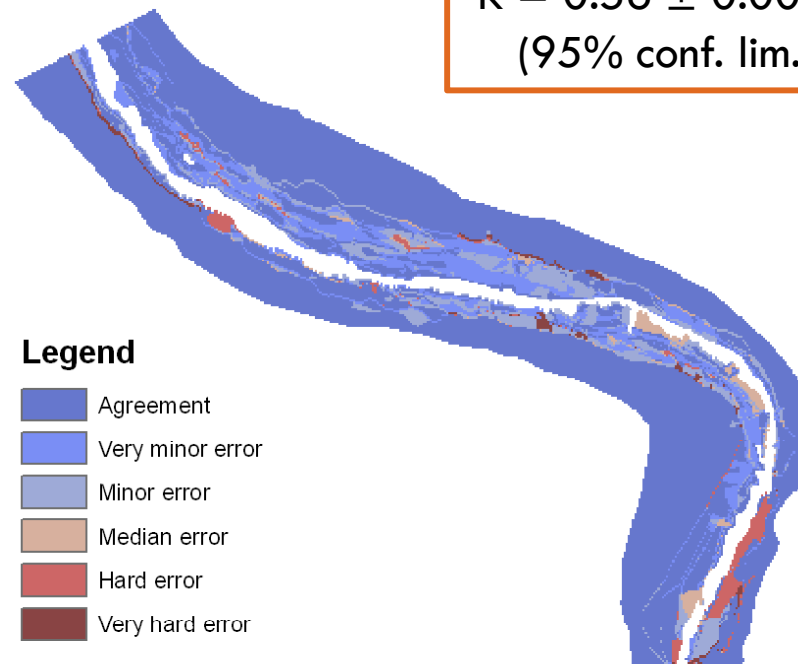 (95% conf. lim.
Legend
Agreement
Very minor error
Minor error
Median error
Hard error
Very hard error